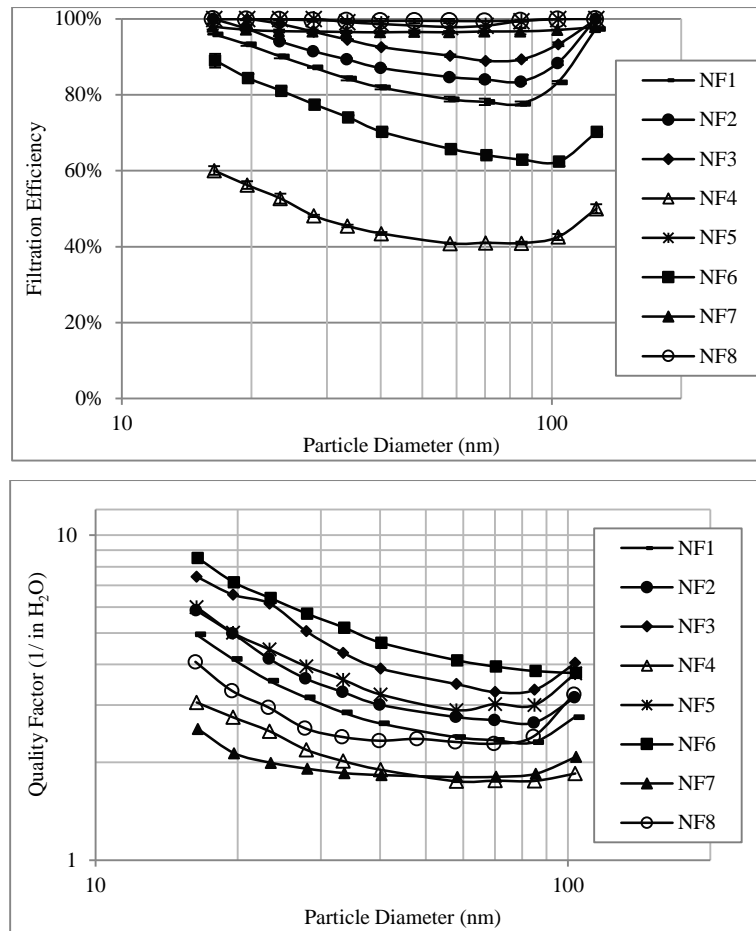 100%
80%
60%
40%
20%
0%
Filtration Efficiency
10
100
Particle Diameter (nm)
NF1
NF2
NF3
NF4
NF5
NF6
NF7
NF8
10
1
Quality Factor (1/ in H₂O)
10
100
Particle Diameter (nm)
NF1
NF2
NF3
NF4
NF5
NF6
NF7
NF8